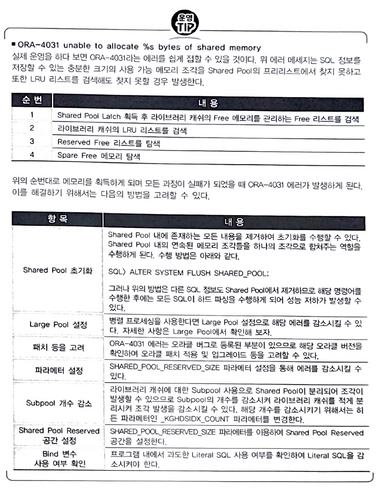 운영
TIP
■ ORA-4031 unable to allocate %s bytes of shared memory
실제 운영을 하다 보면 ORA-4031라는 에러를 쉽게 접할 수 있을 것이다. 위 에러 메세지는 SQL 정보를
저장할 수 있는 충분한 크기의 사용 가능 메모리 조각을 Shared Pool의 프리리스트에서 찾지 못하고
또한 LRU 리스트를 검색해도 찾지 못할 경우 발생한다.
순 번 내 용
1 Shared Pool Latch 획득 후 라이브러리 캐쉬의 Free 메모리를 관리하는 Free 리스트를 검색
2 라이브러리 캐쉬의 LRU 리스트를 검색
3 Reserved Free 리스트를 탐색
4 Spare Free 메모리 탐색
위의 순번대로 메모리를 획득하게 되며 모든 과정이 실패가 되었을 때 ORA-4031 에러가 발생하게 된다.
이를 해결하기 위해서는 다음의 방법을 고려할 수 있다.
항 목 내 용
Shared Pool 초기화
Shared Pool 내에 존재하는 모든 내용을 제거하여 초기화를 수행할 수 있다.
Shared Pool 내의 연속된 메모리 조각들을 하나의 조각으로 합쳐주는 역할을
수행하게 된다. 수행 방법은 아래와 같다.
SQL> ALTER SYSTEM FLUSH SHARED_POOL;
그러나 위의 방법은 다른 SQL 정보도 Shared Pool에서 제거하므로 해당 명령어를
수행한 후에는 모든 SQL이 하드 파싱을 수행하게 되어 성능 저하가 발생할 수
있다.
Large Pool 설정
병렬 프로세싱을 사용한다면 Large Pool 설정으로 해당 에러를 감소시킬 수 있
다. 자세한 사항은 Large Pool에서 확인해 보자.
패치 등을 고려
ORA-4031 에러는 오라클 버그로 등록된 부분이 있으므로 해당 오라클 버전을
확인하여 오라클 패치 적용 및 업그레이드 등을 고려할 수 있다.
파라메터 설정
SHARED_POOL_RESERVED_SIZE 파라메터 설정을 통해 에러를 감소시킬 수
있다.
Subpool 개수 감소
라이브러리 캐쉬에 대한 Subpool 사용으로 Shared Pool이 분리되어 조각이
발생할 수 있으므로 Subpool의 개수를 감소시켜 라이브러리 캐쉬를 적게 분
리시켜 조각 발생을 감소시킬 수 있다. 해당 개수를 감소시키기 위해서는 히
든 파라메터인 _KGHDSIDX_COUNT 파라메터를 변경한다.
Shared Pool Reserved
공간 설정
SHARED_POOL_RESERVED_SIZE 파라메터를 이용하여 Shared Pool Reserved
공간을 설정한다.
Bind 변수
사용 여부 확인
프로그램 내에서 과도한 Literal SQL 사용 여부를 확인하여 Literal SQL을 감
소시켜야 한다.